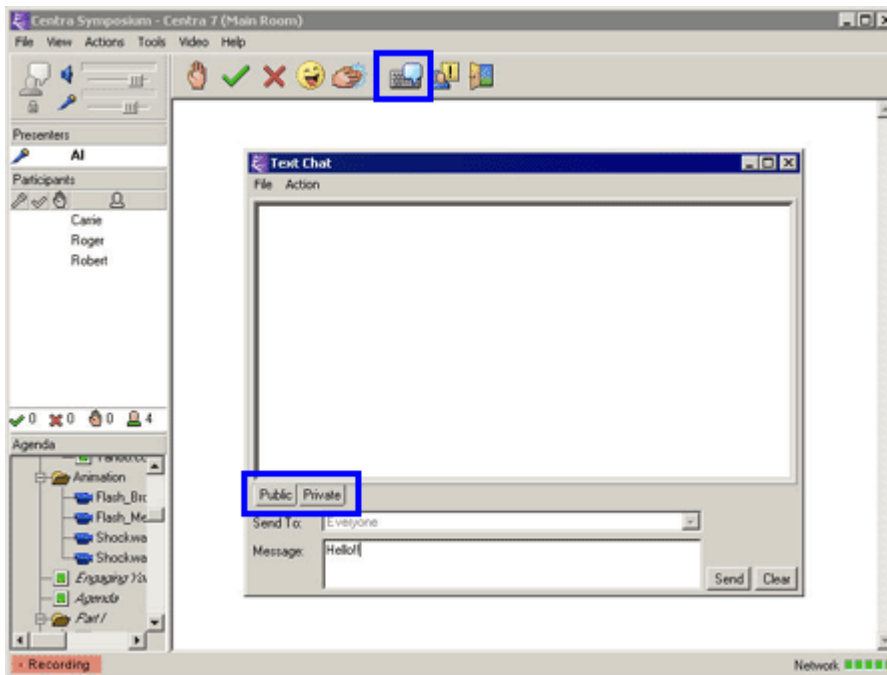 Centra Symposium - Centra 7 (Main Room)
File View Actions Tools Video Help
Presenters
Al
Participants
Carrie
Roger
Robert
0 0 0 4
Agenda
Animation
Flash_Brc
Flash_Me
Shockwa
Shockwa
Engaging Yo
Agenda
Part I
Text Chat
File Action
Public Private
Send To: Everyone
Message: Hello!!
Send Clear
Recording
Network